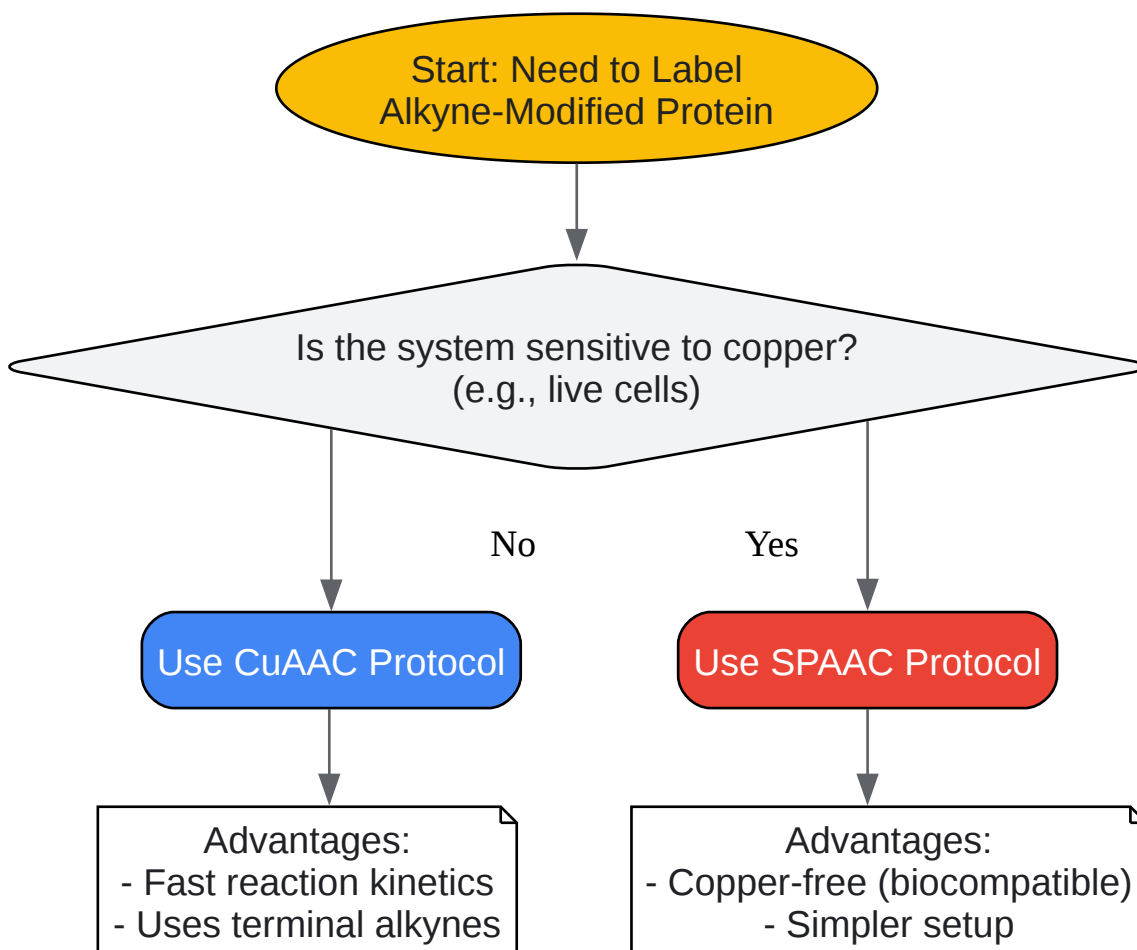 Start: Need to Label
Alkyne-Modified Protein
Is the system sensitive to copper?
(e.g., live cells)
No
Yes
Use CuAAC Protocol
Use SPAAC Protocol
Advantages:
- Fast reaction kinetics
- Uses terminal alkynes
Advantages:
- Copper-free (biocompatible)
- Simpler setup